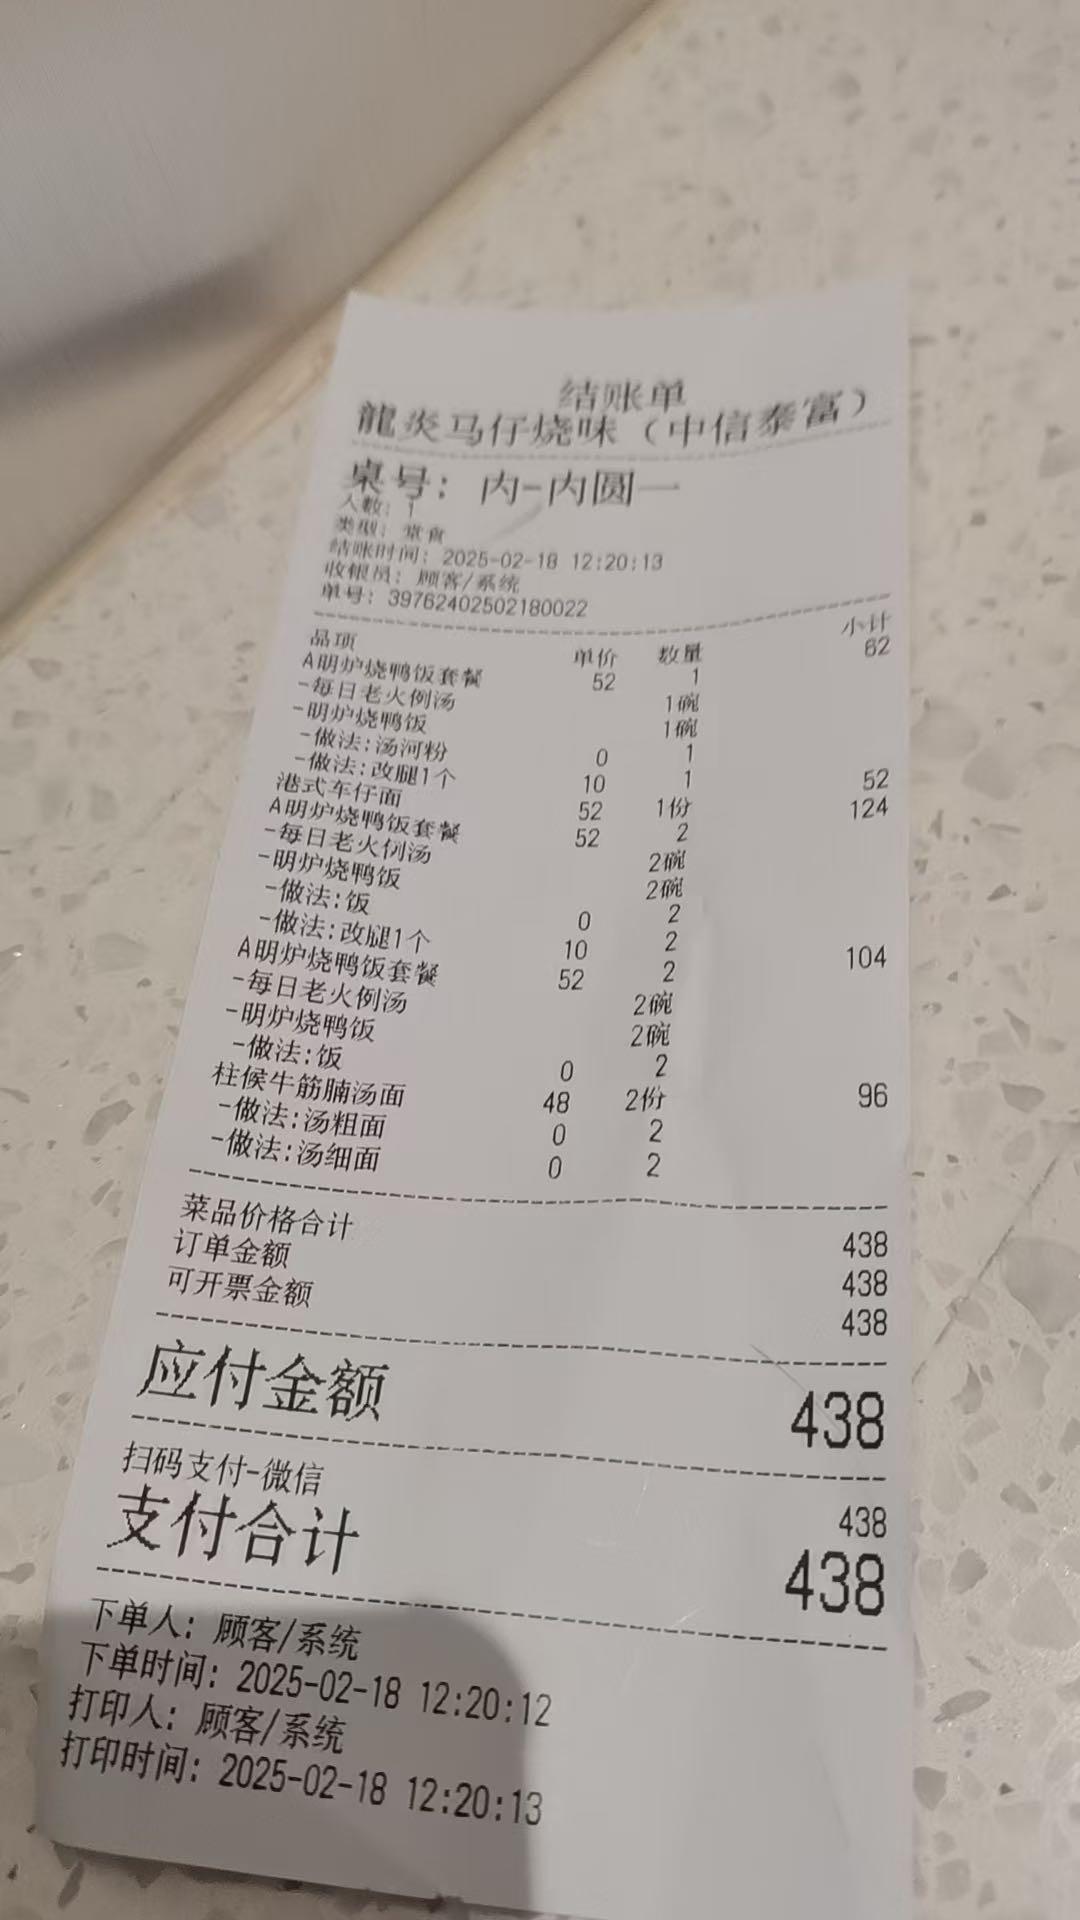 结账单
龍炎马仔烧味（中信泰富）
桌号：内-内圆一
人数：1
类型：堂食
结账时间：2025-02-18 12:20:13
收银员：顾客/系统
单号：39762402502180022
品项 单价 数量 小计
A明炉烧鸭饭套餐 52 1 62
-每日老火例汤 1碗
-明炉烧鸭饭 1碗
-做法:汤河粉 0 1
-做法:改腿1个 10 1
港式车仔面 52 1份 52
A明炉烧鸭饭套餐 52 2 124
-每日老火例汤 2碗
-明炉烧鸭饭 2碗
-做法:饭 0 2
-做法:改腿1个 10 2
A明炉烧鸭饭套餐 52 2 104
-每日老火例汤 2碗
-明炉烧鸭饭 2碗
-做法:饭 0 2
柱候牛筋腩汤面 48 2份 96
-做法:汤粗面 0 2
-做法:汤细面 0 2
菜品价格合计 438
订单金额 438
可开票金额 438
应付金额 438
扫码支付-微信 438
支付合计 438
下单人：顾客/系统
下单时间：2025-02-18 12:20:12
打印人：顾客/系统
打印时间：2025-02-18 12:20:13